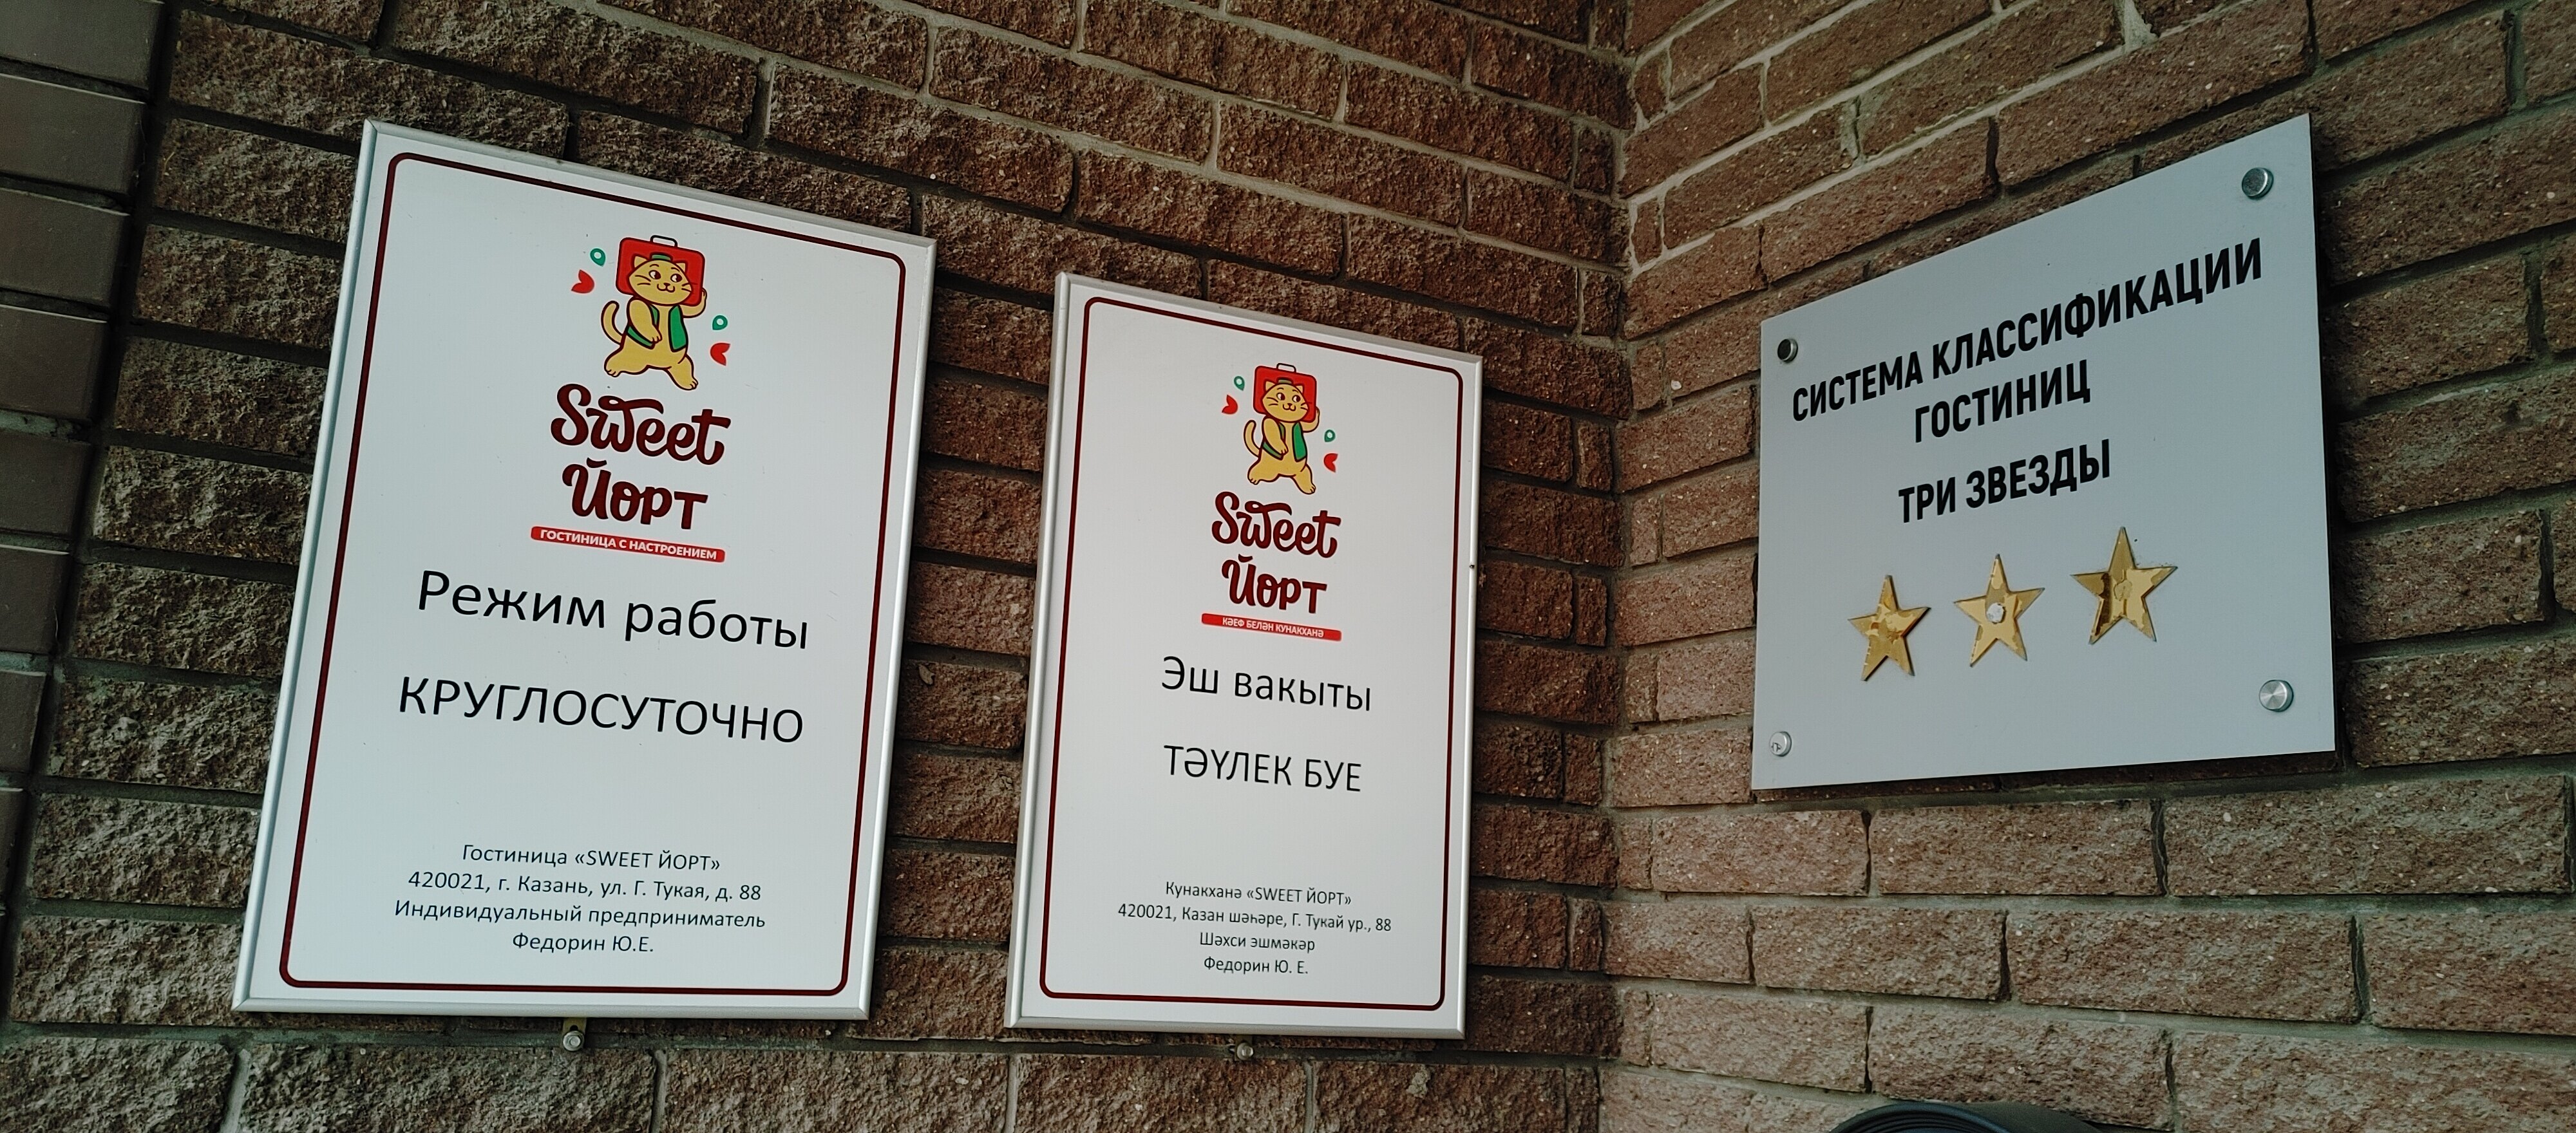 Sweet
Йорт
ГОСТИНИЦА С НАСТРОЕНИЕМ
Режим работы
КРУГЛОСУТОЧНО
Гостиница «SWEET ЙОРТ»
420021, г. Казань, ул. Г. Тукая, д. 88
Индивидуальный предприниматель
Федорин Ю.Е.
Sweet
Йорт
КӘЕФ БЕЛӘН КУНАКХАНӘ
Эш вакыты
ТӘҮЛЕК БУЕ
Кунакханә «SWEET ЙОРТ»
420021, Казан шәһәре, Г. Тукай ур., 88
Шәхси эшмәкәр
Федорин Ю. Е.
СИСТЕМА КЛАССИФИКАЦИИ
ГОСТИНИЦ
ТРИ ЗВЕЗДЫ